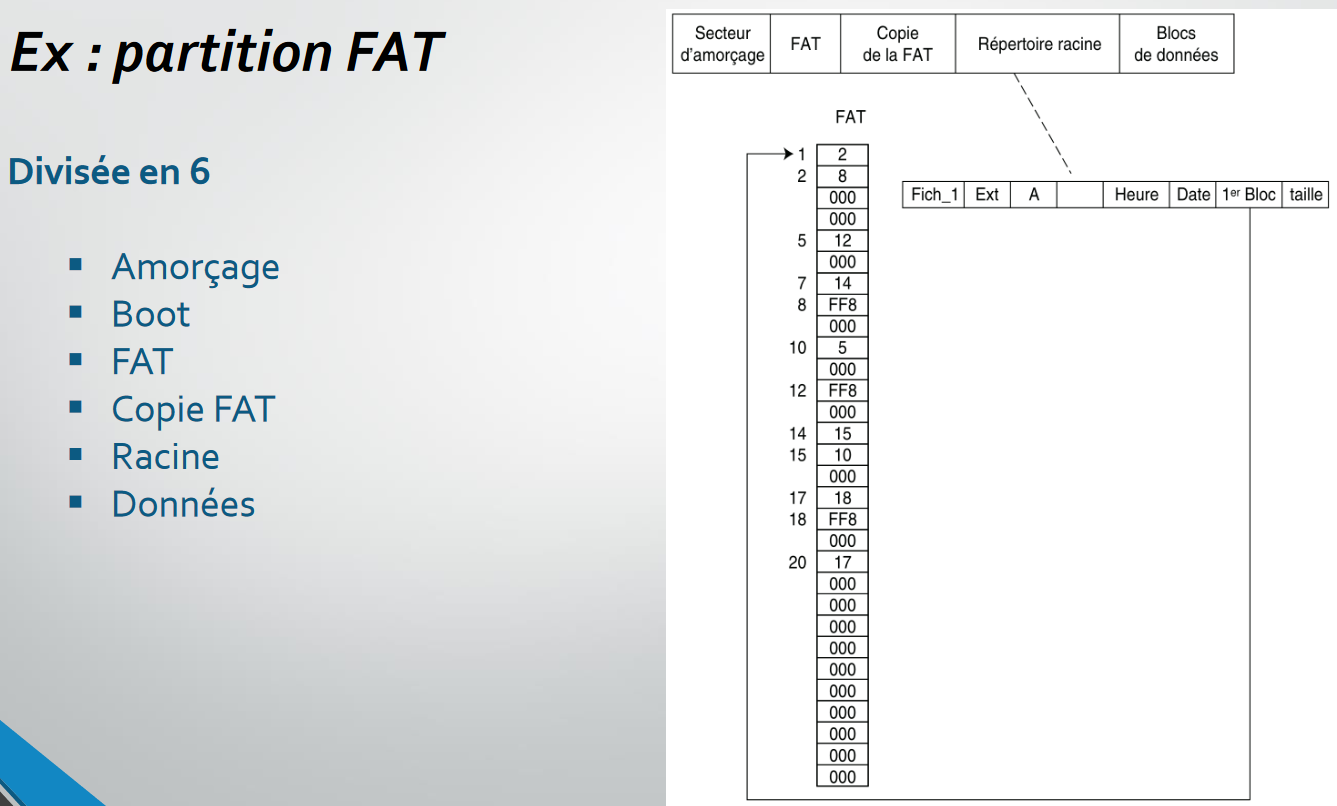 Ex : partition FAT
Divisée en 6
▪ Amorçage
▪ Boot
▪ FAT
▪ Copie FAT
▪ Racine
▪ Données
Secteur d'amorçage
FAT
Copie de la FAT
Répertoire racine
Blocs de données
FAT
1 2
2 8
000
000
5 12
000
7 14
8 FF8
000
10 5
000
12 FF8
000
14 15
15 10
000
17 18
18 FF8
000
20 17
000
000
000
000
000
000
000
000
000
000
Fich_1 Ext A Heure Date 1er Bloc taille